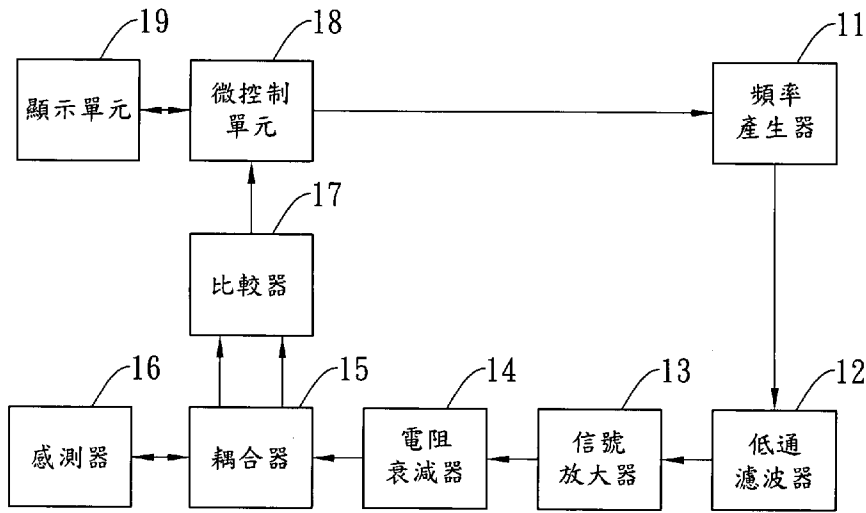 19
18
11
顯示單元
微控制
單元
頻率
產生器
17
比較器
16
15
14
13
12
感測器
耦合器
電阻
衰減器
信號
放大器
低通
濾波器